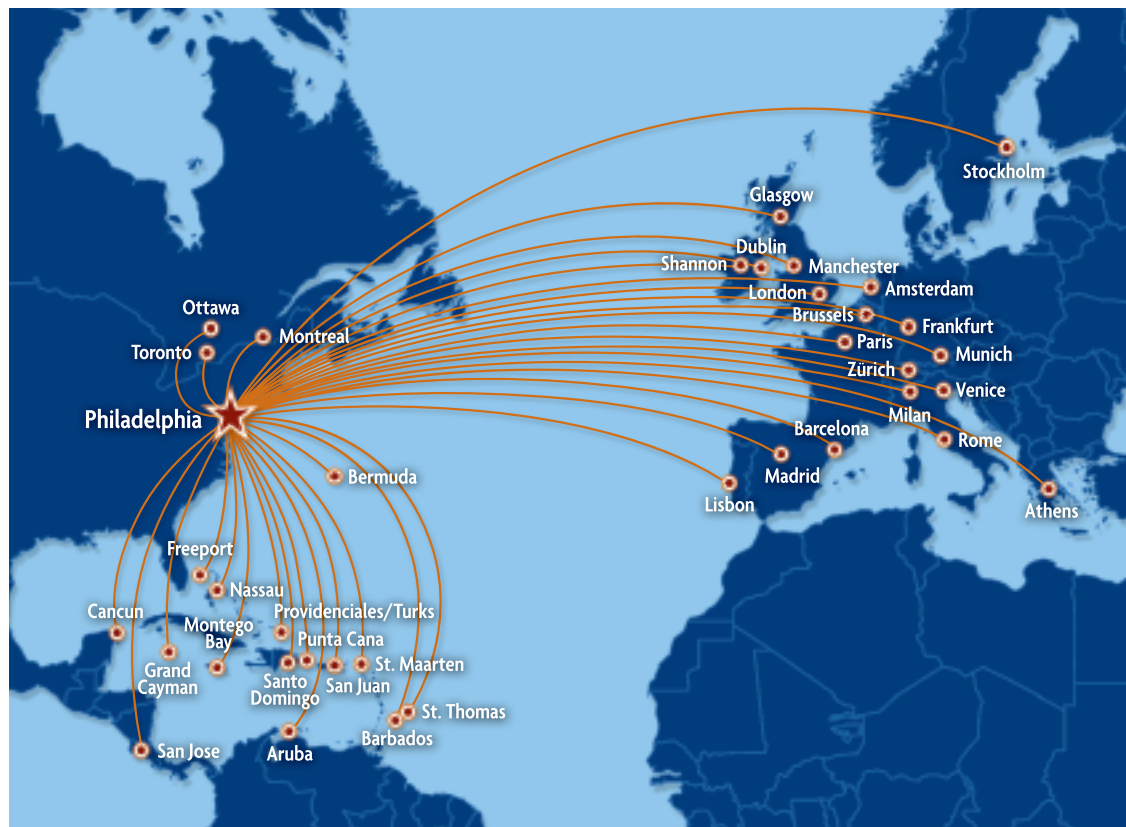 Stockholm
Glasgow
Dublin
Shannon
Manchester
Amsterdam
London
Ottawa
Brussels
Frankfurt
Montreal
Toronto
Paris
Munich
Zürich
Venice
Milan
Philadelphia
Barcelona
Rome
Madrid
Bermuda
Lisbon
Athens
Freeport
Nassau
Cancun
Providenciales/Turks
Montego
Bay
Punta Cana
Grand
Cayman
Santo
Domingo
San Juan
St. Maarten
St. Thomas
Barbados
San Jose
Aruba